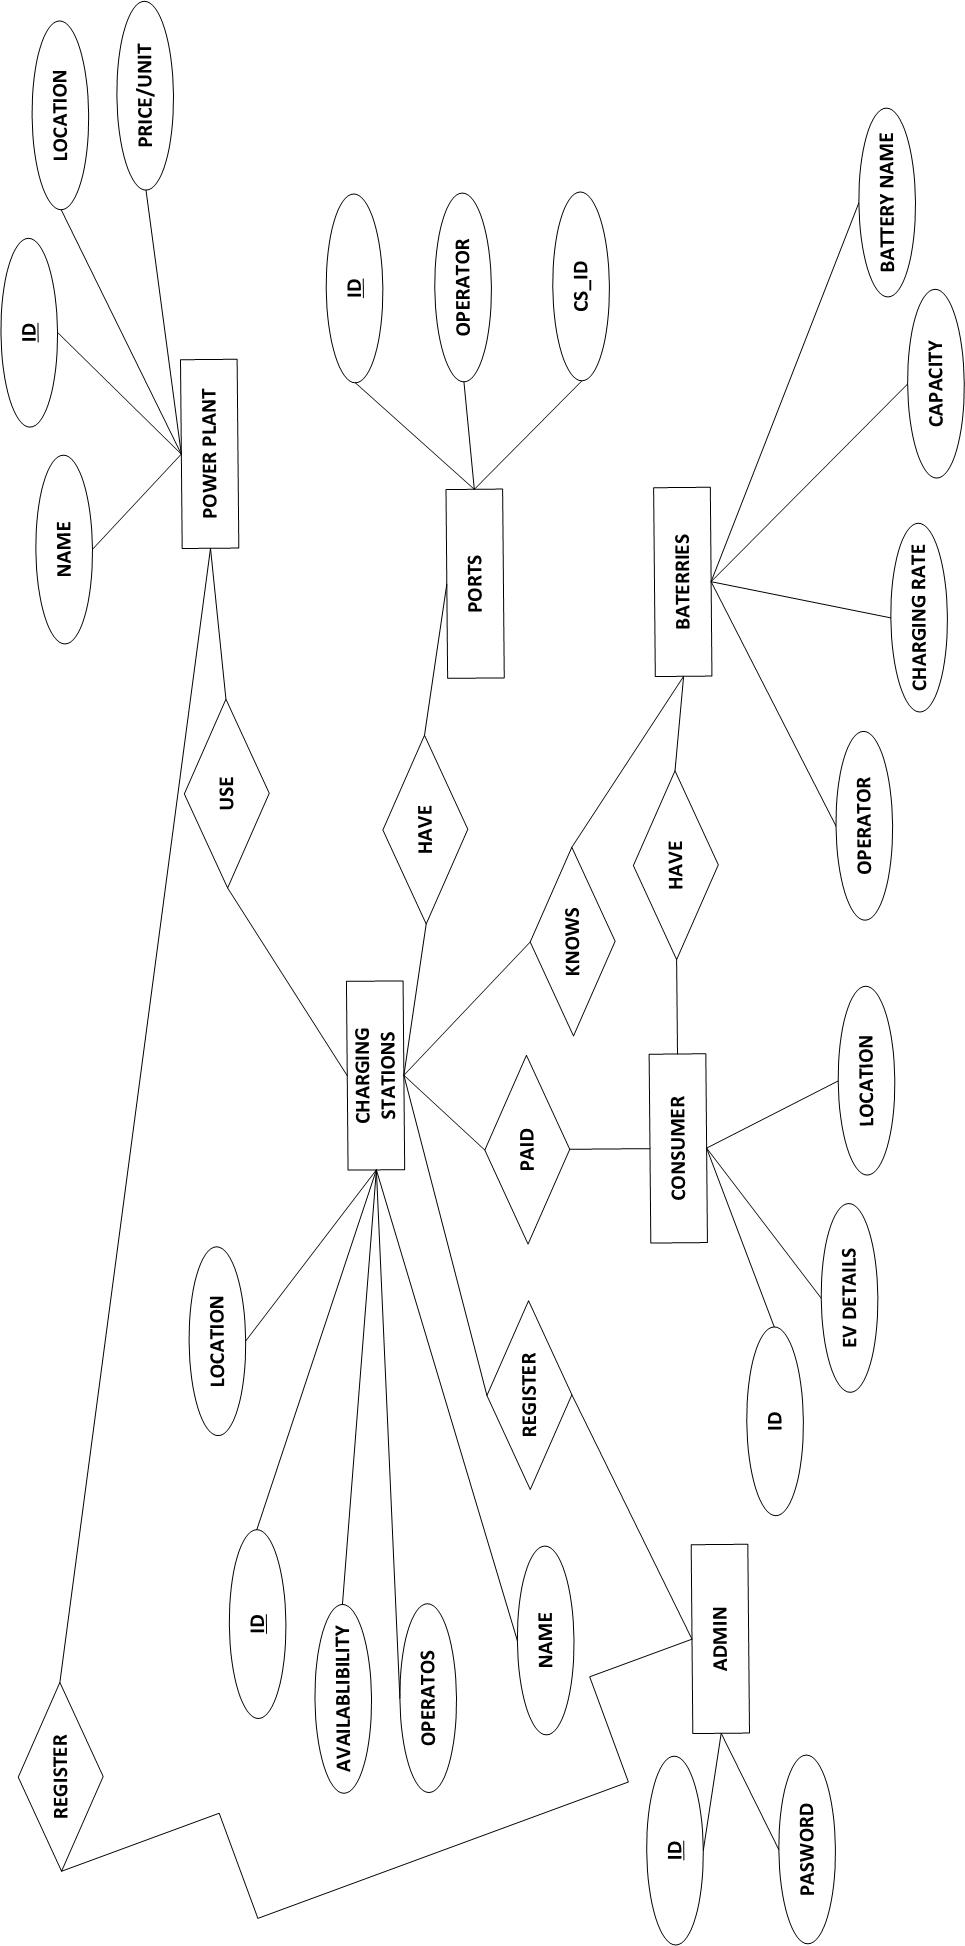 REGISTER
ID
PASWORD
ADMIN
AVAILABLIBILITY
OPERATOS
NAME
ID
LOCATION
REGISTER
ID
EV DETAILS
LOCATION
CONSUMER
PAID
CHARGING
STATIONS
KNOWS
HAVE
HAVE
USE
OPERATOR
CHARGING RATE
CAPACITY
BATTERY NAME
BATERRIES
PORTS
ID
OPERATOR
CS_ID
POWER PLANT
NAME
ID
LOCATION
PRICE/UNIT